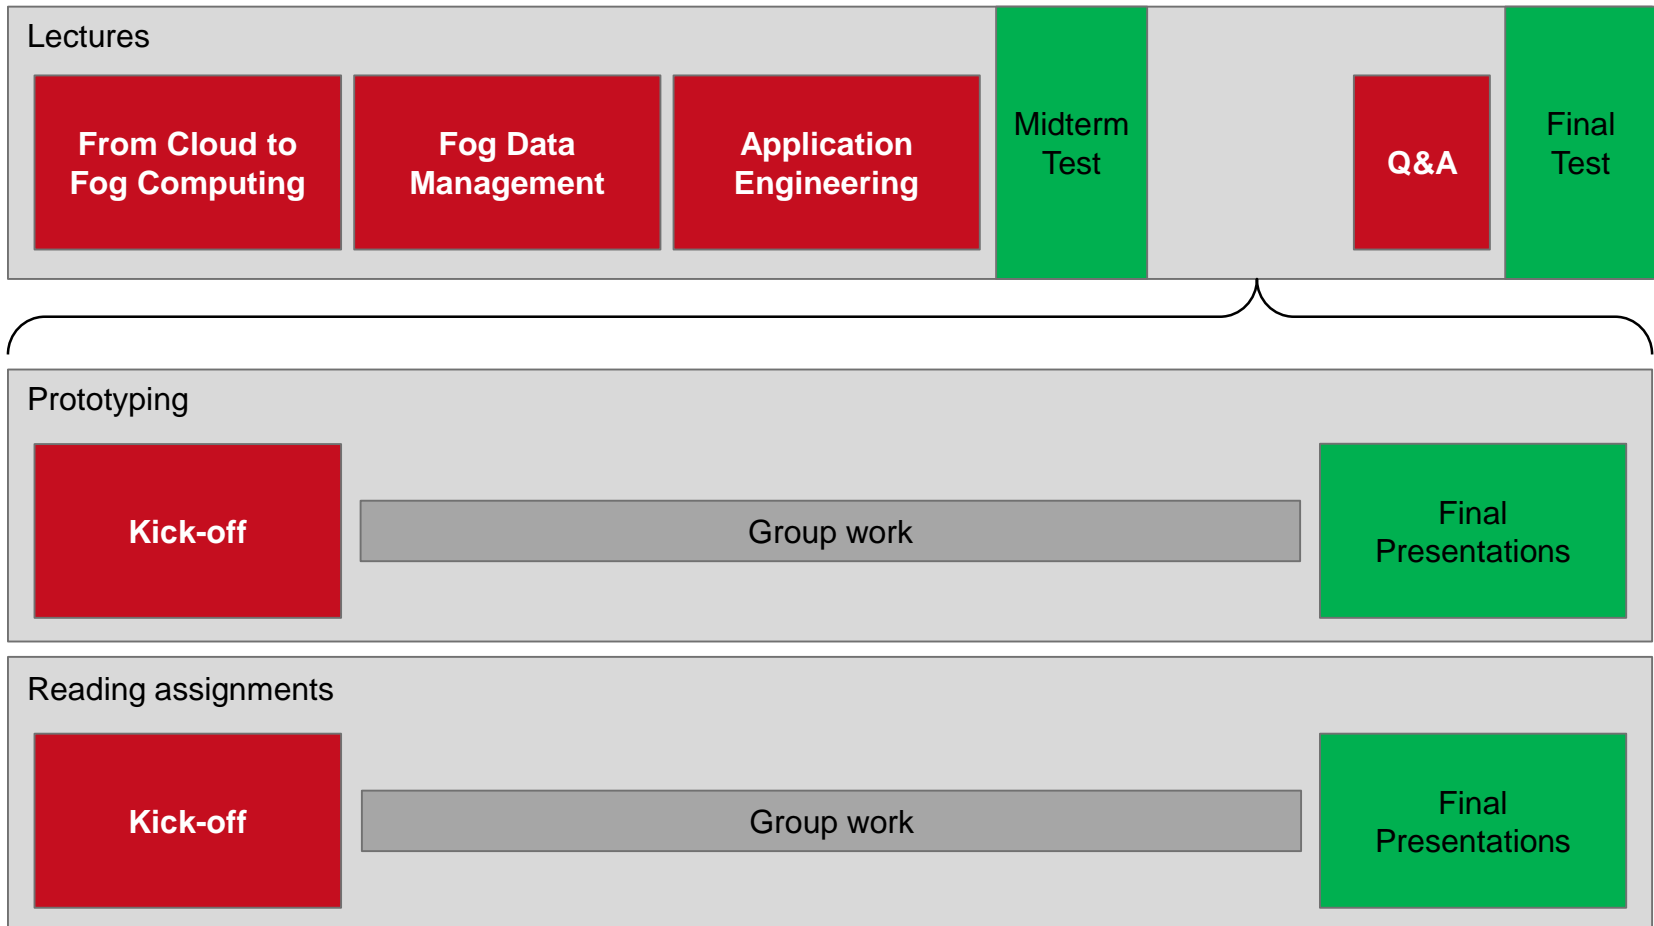 Lectures
From Cloud to
Fog Computing
Fog Data
Management
Application
Engineering
Midterm
Test
Q&A
Final
Test
Prototyping
Kick-off
Group work
Final
Presentations
Reading assignments
Kick-off
Group work
Final
Presentations